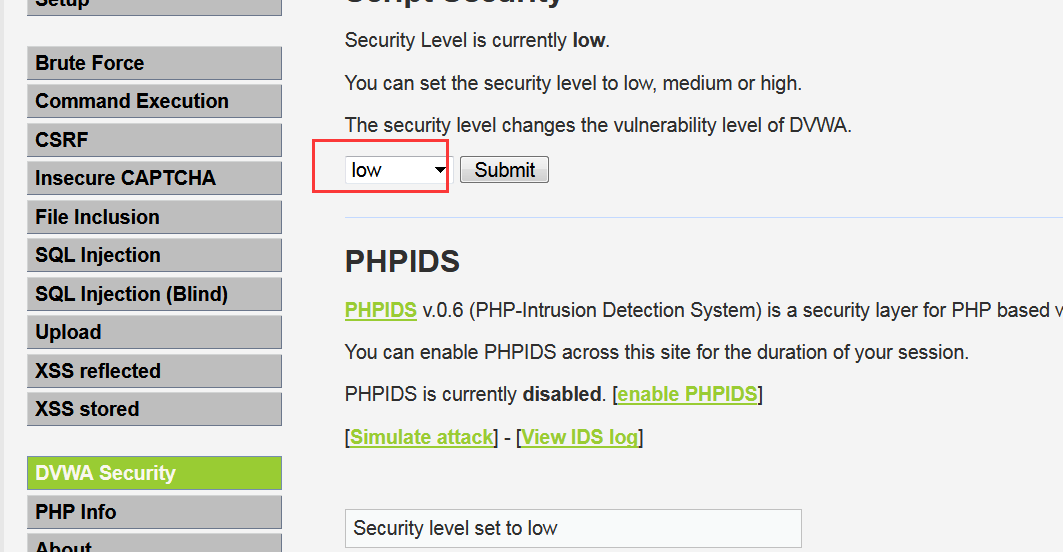 Setup
Brute Force
Command Execution
CSRF
Insecure CAPTCHA
File Inclusion
SQL Injection
SQL Injection (Blind)
Upload
XSS reflected
XSS stored
DVWA Security
PHP Info
About
Script Security
Security Level is currently low.
You can set the security level to low, medium or high.
The security level changes the vulnerability level of DVWA.
low Submit
PHPIDS
PHPIDS v.0.6 (PHP-Intrusion Detection System) is a security layer for PHP based
You can enable PHPIDS across this site for the duration of your session.
PHPIDS is currently disabled. [enable PHPIDS]
[Simulate attack] - [View IDS log]
Security level set to low